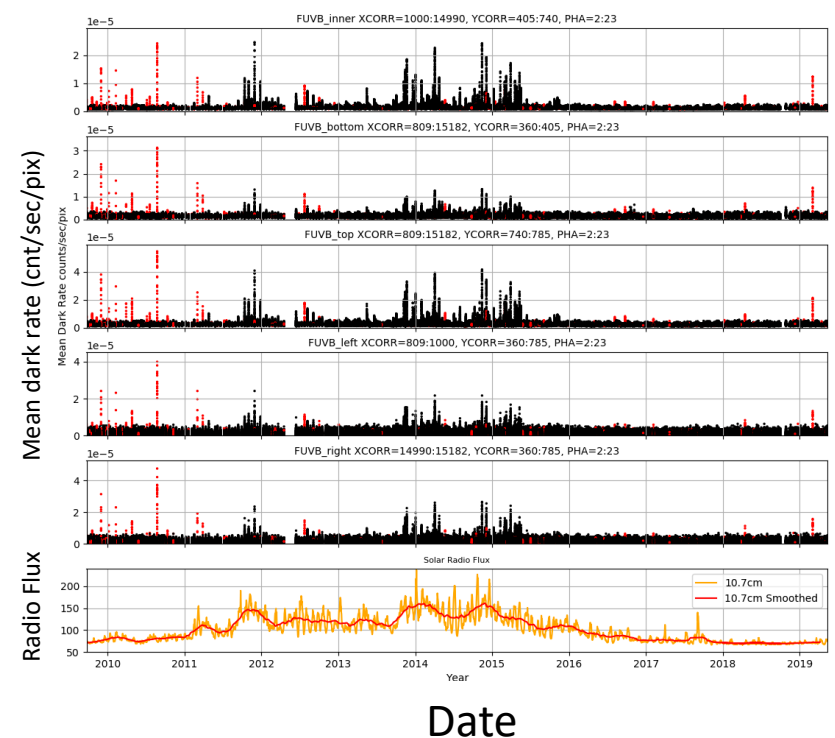 FUVB_inner XCORR=1000:14990, YCORR=405:740, PHA=2:23
1e−5
2
1
0
FUVB_bottom XCORR=809:15182, YCORR=360:405, PHA=2:23
1e−5
3
2
1
0
FUVB_top XCORR=809:15182, YCORR=740:785, PHA=2:23
1e−5
4
2
0
FUVB_left XCORR=809:1000, YCORR=360:785, PHA=2:23
1e−5
4
3
2
1
0
FUVB_right XCORR=14990:15182, YCORR=360:785, PHA=2:23
1e−5
4
2
0
Mean dark rate (cnt/sec/pix)
Mean Dark Rate counts/sec/pix
Solar Radio Flux
Radio Flux
200
150
100
50
10.7cm
10.7cm Smoothed
2010 2011 2012 2013 2014 2015 2016 2017 2018 2019
Year
Date